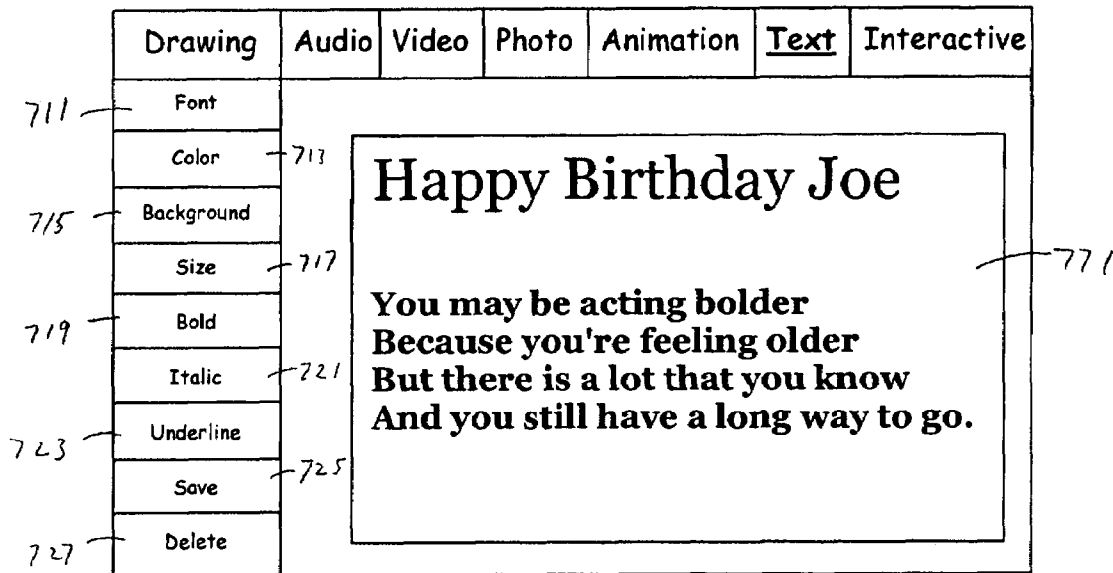 Drawing Audio Video Photo Animation Text Interactive
711 Font
Color 713
715 Background
Size 717
719 Bold
Italic 721
723 Underline
Save 725
727 Delete
Happy Birthday Joe
You may be acting bolder
Because you're feeling older
But there is a lot that you know
And you still have a long way to go.
771